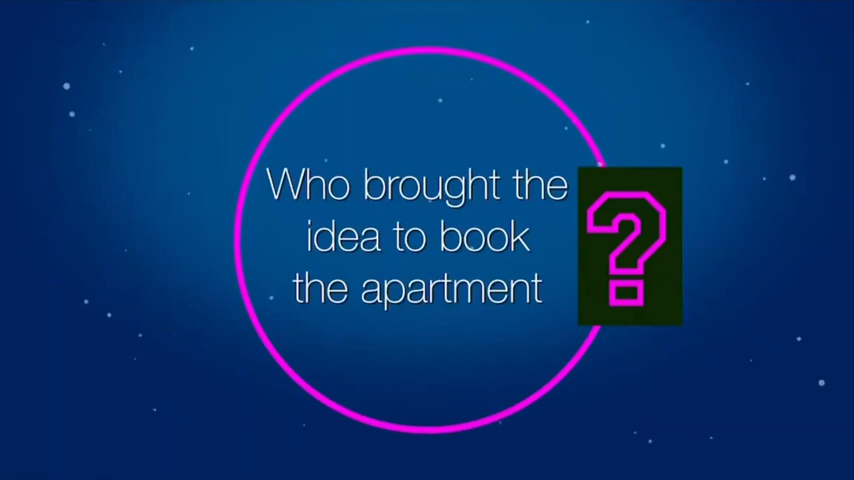 Who brought the
idea to book
the apartment
?